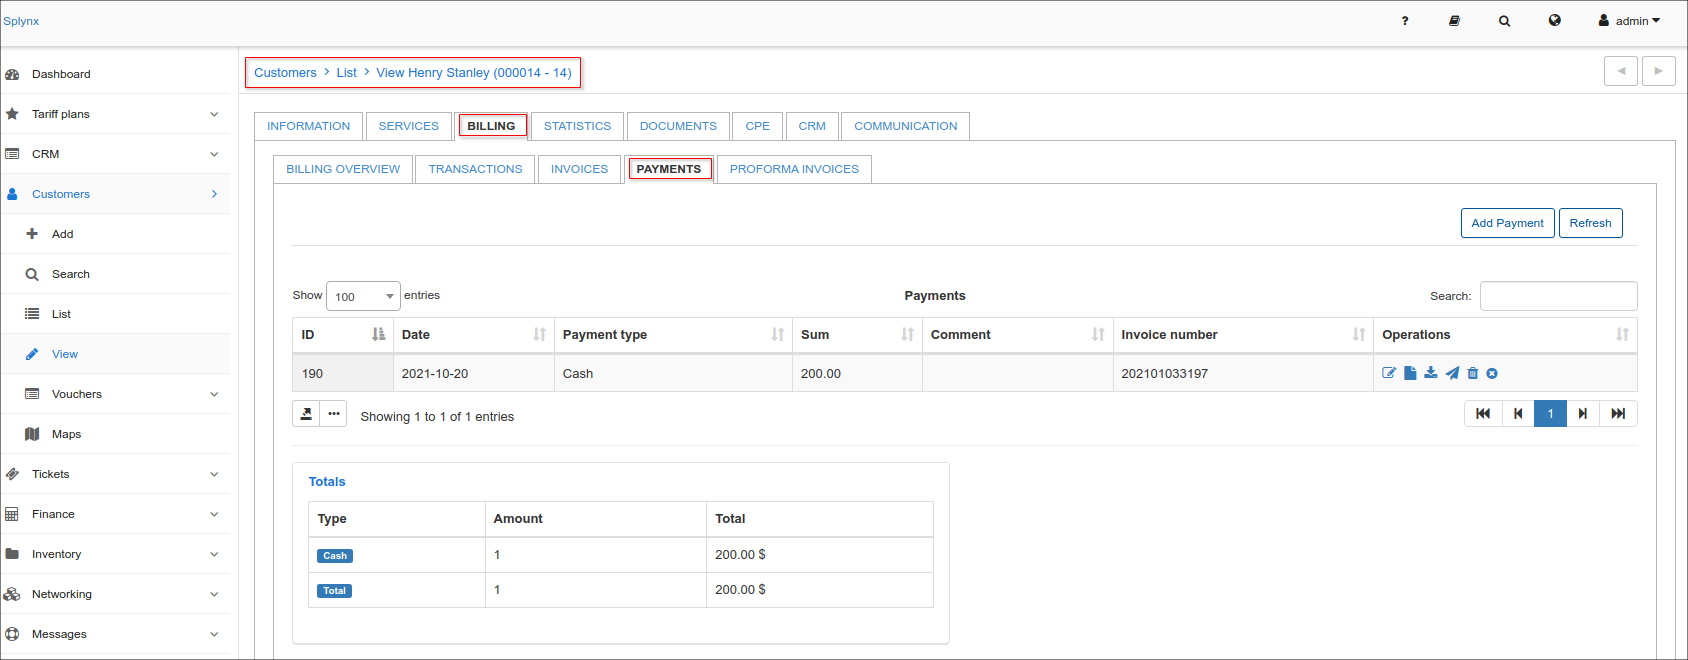 Splynx
? admin
Dashboard
Tariff plans
CRM
Customers
Add
Search
List
View
Vouchers
Maps
Tickets
Finance
Inventory
Networking
Messages
Customers > List > View Henry Stanley (000014 - 14)
INFORMATION SERVICES BILLING STATISTICS DOCUMENTS CPE CRM COMMUNICATION
BILLING OVERVIEW TRANSACTIONS INVOICES PAYMENTS PROFORMA INVOICES
Add Payment Refresh
Show 100 entries Payments Search:
ID Date Payment type Sum Comment Invoice number Operations
190 2021-10-20 Cash 200.00 202101033197
Showing 1 to 1 of 1 entries 1
Totals
Type Amount Total
Cash 1 200.00 $
Total 1 200.00 $